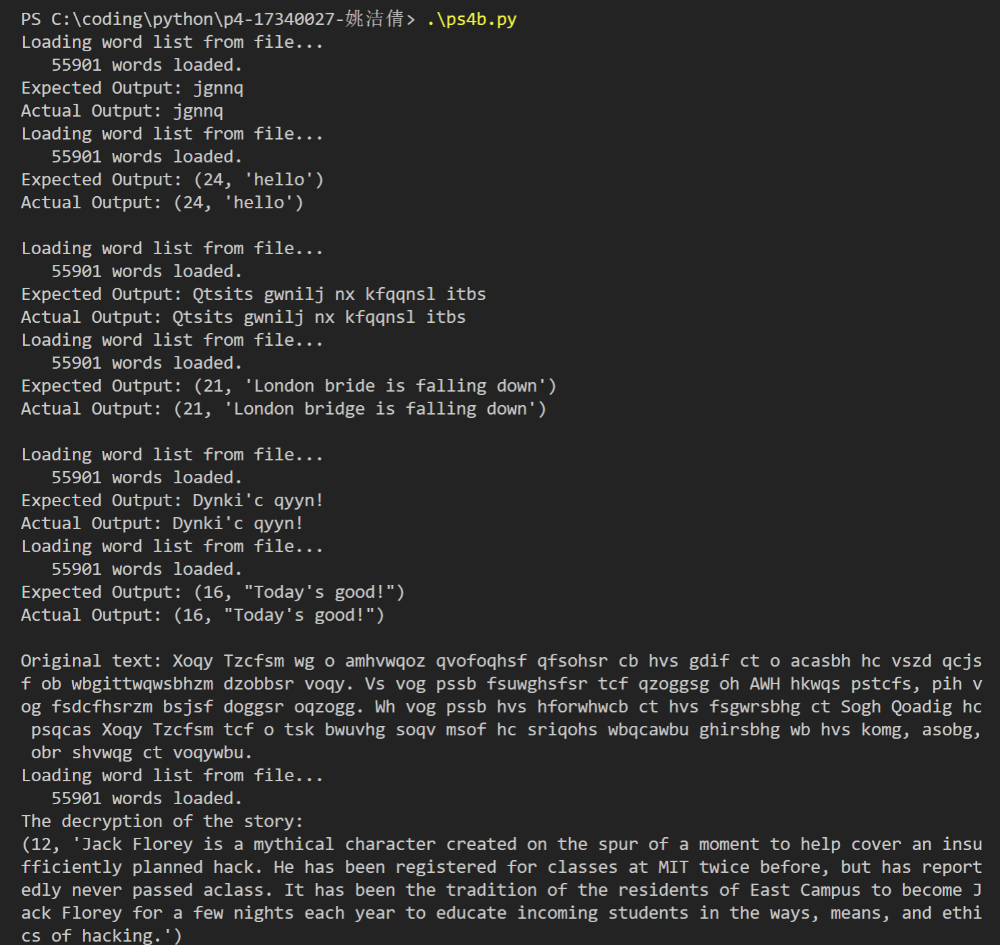 PS C:\coding\python\p4-17340027-姚洁倩> .\ps4b.py
Loading word list from file...
   55901 words loaded.
Expected Output: jgnnq
Actual Output: jgnnq
Loading word list from file...
   55901 words loaded.
Expected Output: (24, 'hello')
Actual Output: (24, 'hello')

Loading word list from file...
   55901 words loaded.
Expected Output: Qtsits gwnilj nx kfqqnsl itbs
Actual Output: Qtsits gwnilj nx kfqqnsl itbs
Loading word list from file...
   55901 words loaded.
Expected Output: (21, 'London bride is falling down')
Actual Output: (21, 'London bridge is falling down')

Loading word list from file...
   55901 words loaded.
Expected Output: Dynki'c qyyn!
Actual Output: Dynki'c qyyn!
Loading word list from file...
   55901 words loaded.
Expected Output: (16, "Today's good!")
Actual Output: (16, "Today's good!")

Original text: Xoqy Tzcfsm wg o amhvwqoz qvofoqhsf qfsohsr cb hvs gdif ct o acasbh hc vszd qcjs
f ob wbgittwqwsbhzm dzobbsr voqy. Vs vog pssb fsuwghsfsr tcf qzoggsg oh AWH hkwqs pstcfs, pih v
og fsdcfhsrzm bsjsf doggsr oqzogg. Wh vog pssb hvs hforwhwcb ct hvs fsgwrsbhg ct Sogh Qoadig hc
 psqcas Xoqy Tzcfsm tcf o tsk bwuvhg soqv msof hc sriqohs wbqcawbu ghirsbhg wb hvs komg, asobg,
 obr shvwqg ct voqywbu.
Loading word list from file...
   55901 words loaded.
The decryption of the story:
(12, 'Jack Florey is a mythical character created on the spur of a moment to help cover an insu
fficiently planned hack. He has been registered for classes at MIT twice before, but has report
edly never passed aclass. It has been the tradition of the residents of East Campus to become J
ack Florey for a few nights each year to educate incoming students in the ways, means, and ethi
cs of hacking.')